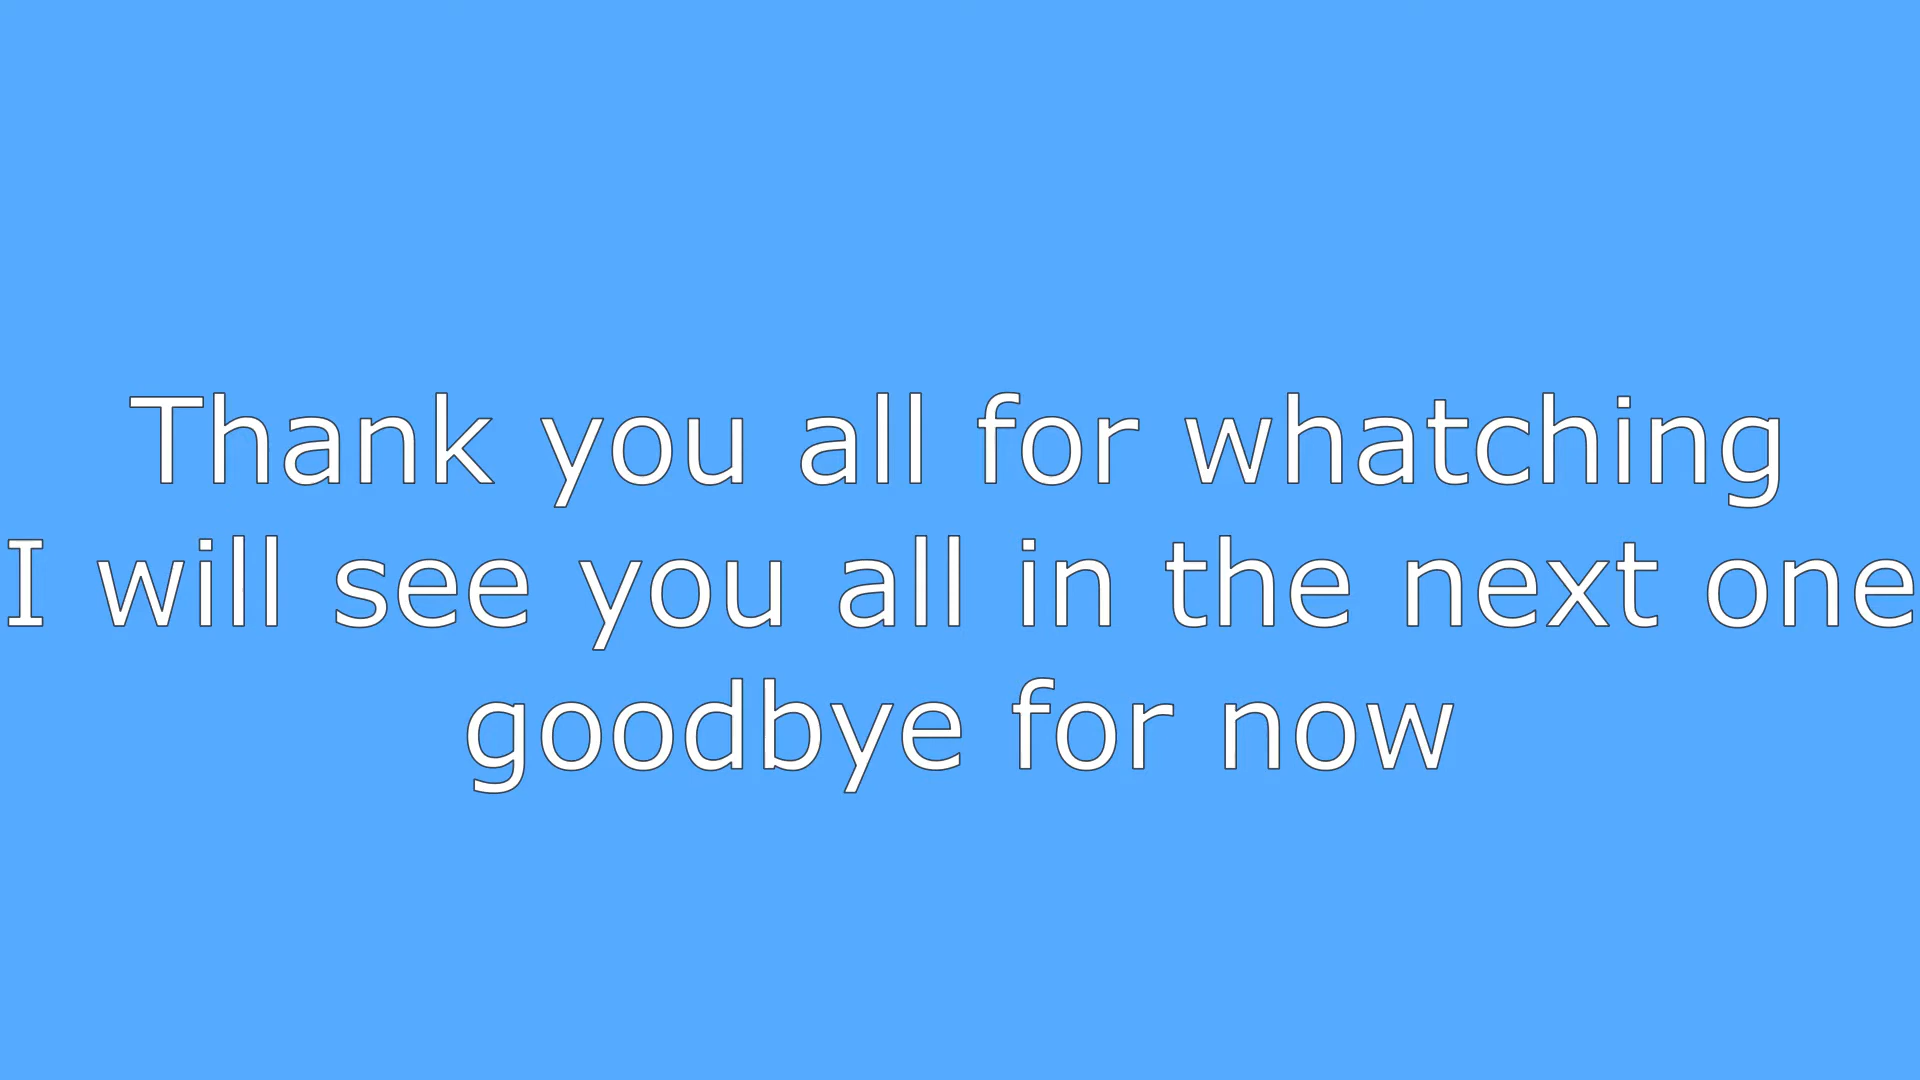 Thank you all for whatching
I will see you all in the next one
goodbye for now